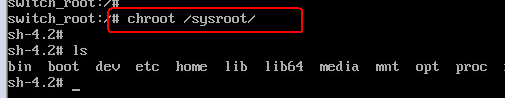 switch_root:/#
switch_root:/# chroot /sysroot/
sh-4.2#
sh-4.2# ls
bin boot dev etc home lib lib64 media mnt opt proc
sh-4.2# _